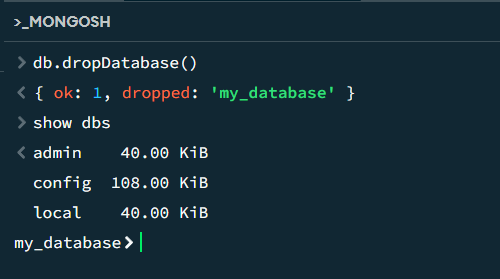 >_MONGOSH
> db.dropDatabase()
< { ok: 1, dropped: 'my_database' }
> show dbs
< admin 40.00 KiB
config 108.00 KiB
local 40.00 KiB
my_database>